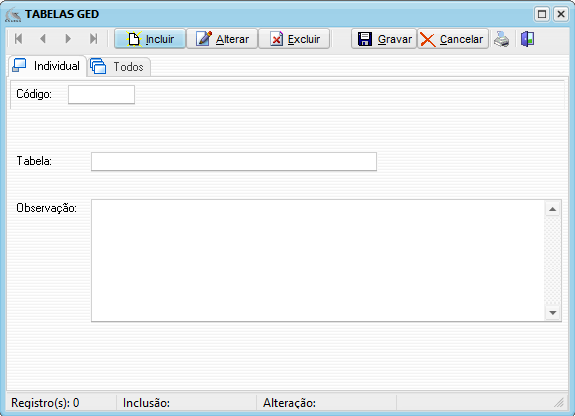 TABELAS GED
Incluir Alterar Excluir Gravar Cancelar
Individual Todos
Código:
Tabela:
Observação:
Registro(s): 0 Inclusão: Alteração: